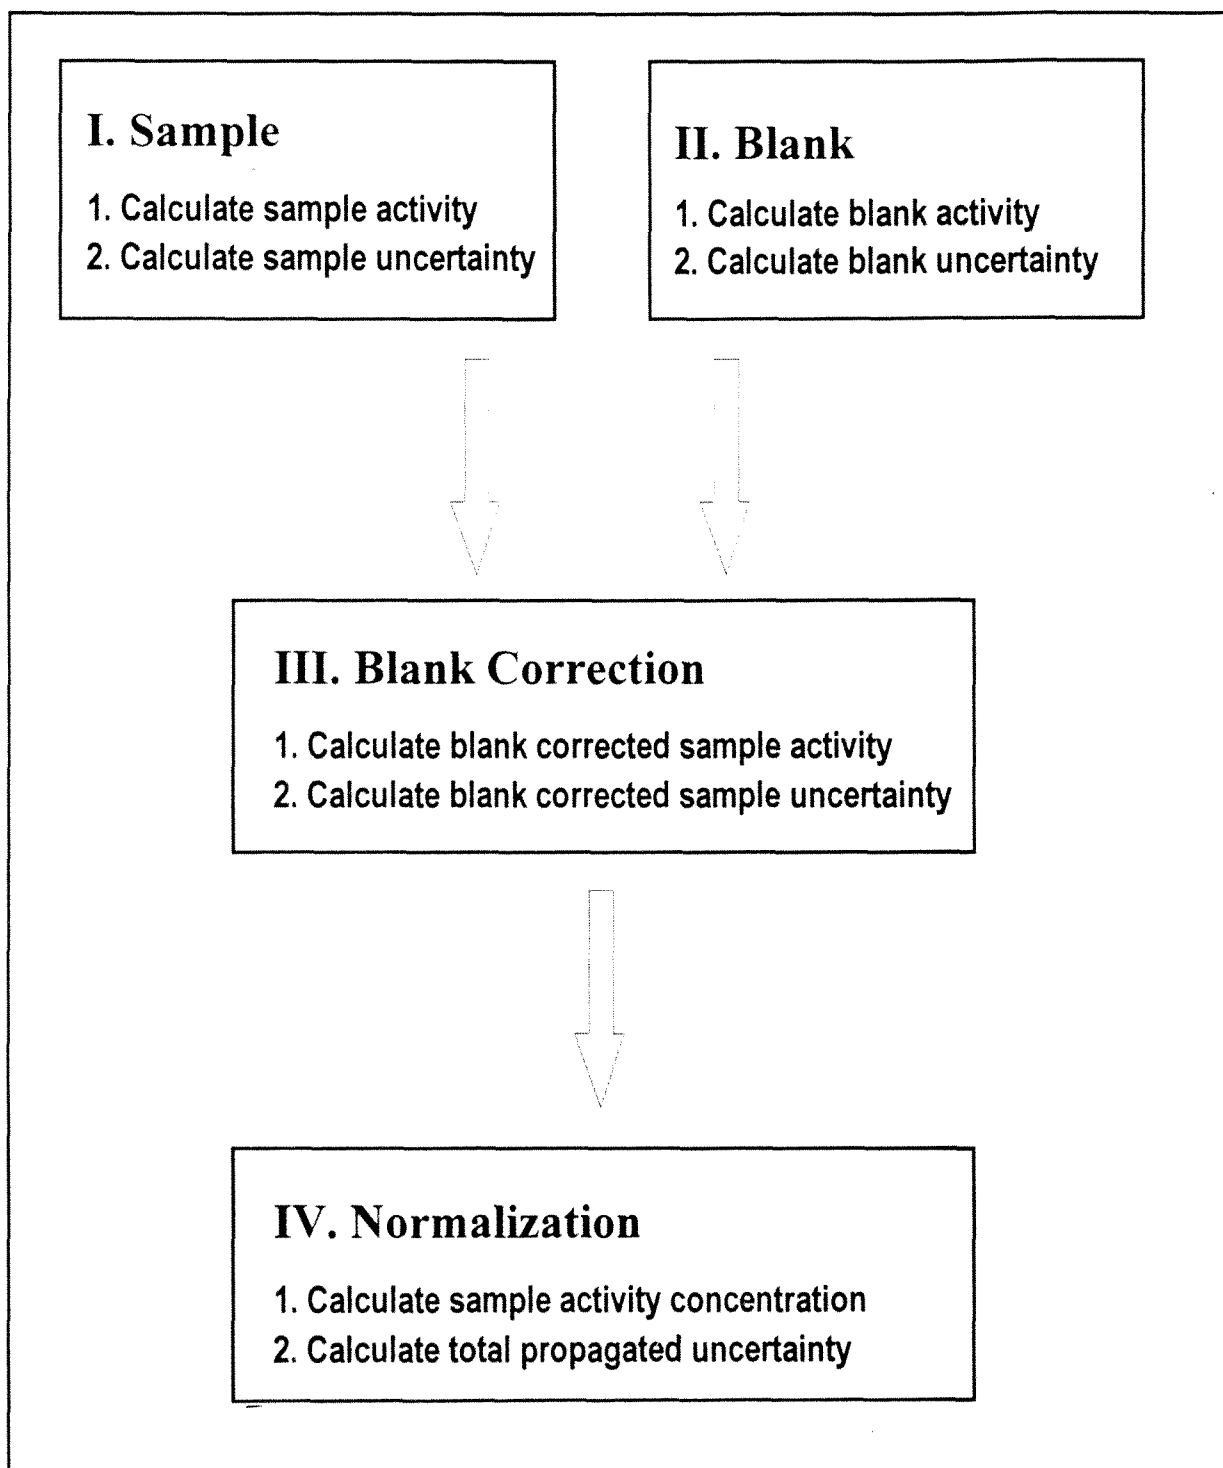 I. Sample
1. Calculate sample activity
2. Calculate sample uncertainty
II. Blank
1. Calculate blank activity
2. Calculate blank uncertainty
III. Blank Correction
1. Calculate blank corrected sample activity
2. Calculate blank corrected sample uncertainty
IV. Normalization
1. Calculate sample activity concentration
2. Calculate total propagated uncertainty